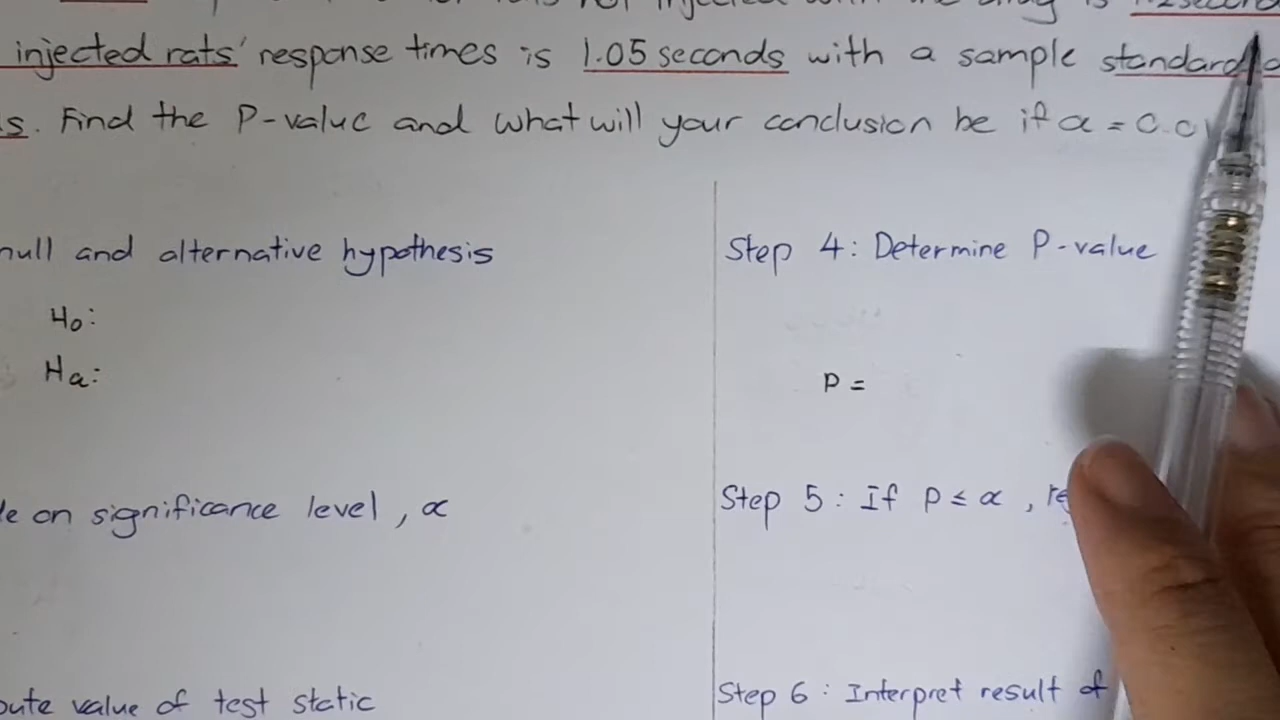 injected rats' response times is 1.05 seconds with a sample standard
s. Find the P-value and what will your conclusion be if α = 0.01
null and alternative hypothesis
H₀:
Ha:
on significance level, α
value of test static
Step 4: Determine P-value
P =
Step 5: If P ≤ α,
Step 6: Interpret result of